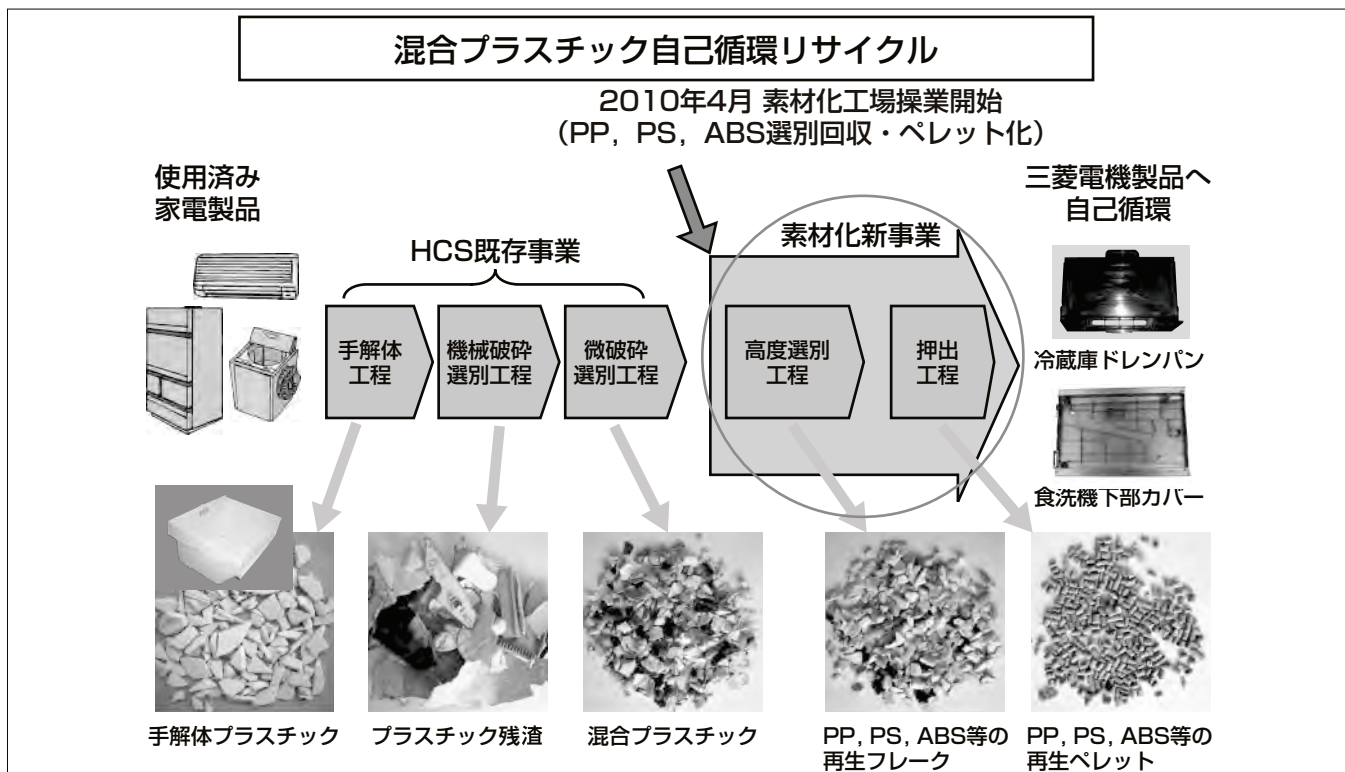 混合プラスチック自己循環リサイクル
2010年4月 素材化工場操業開始
（PP，PS，ABS選別回収・ペレット化）
使用済み
家電製品
三菱電機製品へ
自己循環
HCS既存事業
素材化新事業
手解体
工程
機械破砕
選別工程
微破砕
選別工程
高度選別
工程
押出
工程
冷蔵庫ドレンパン
食洗機下部カバー
手解体プラスチック
プラスチック残渣
混合プラスチック
PP, PS, ABS等の
再生フレーク
PP, PS, ABS等の
再生ペレット